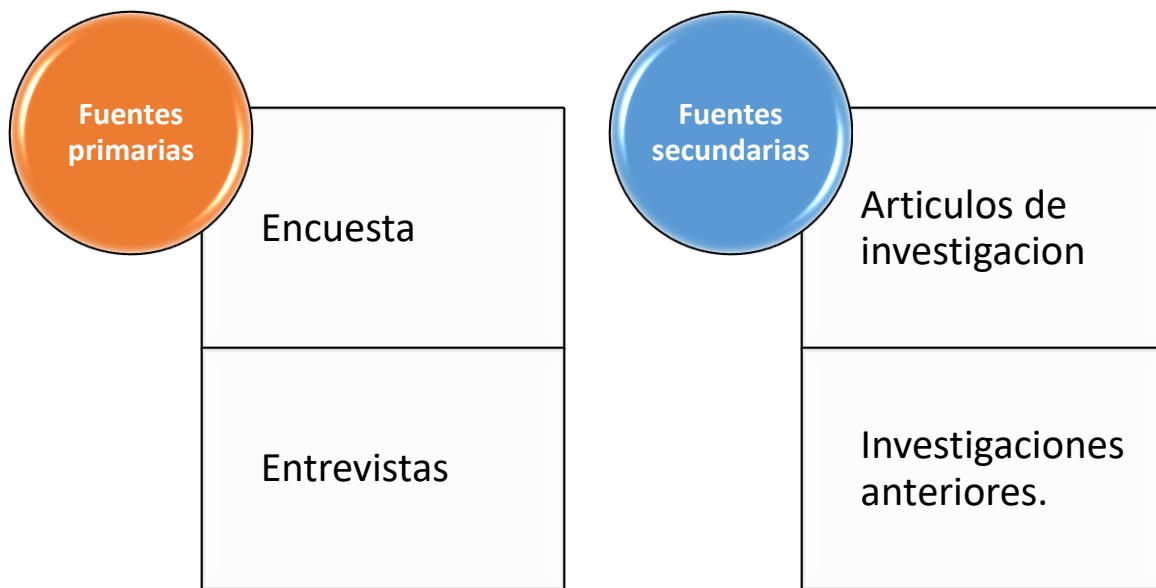 Fuentes
primarias
Encuesta
Entrevistas
Fuentes
secundarias
Articulos de
investigacion
Investigaciones
anteriores.